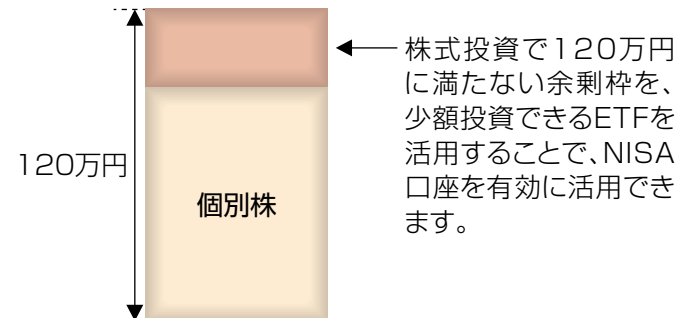 株式投資で120万円
に満たない余剰枠を、
少額投資できるETFを
活用することで、NISA
口座を有効に活用でき
ます。
120万円
個別株